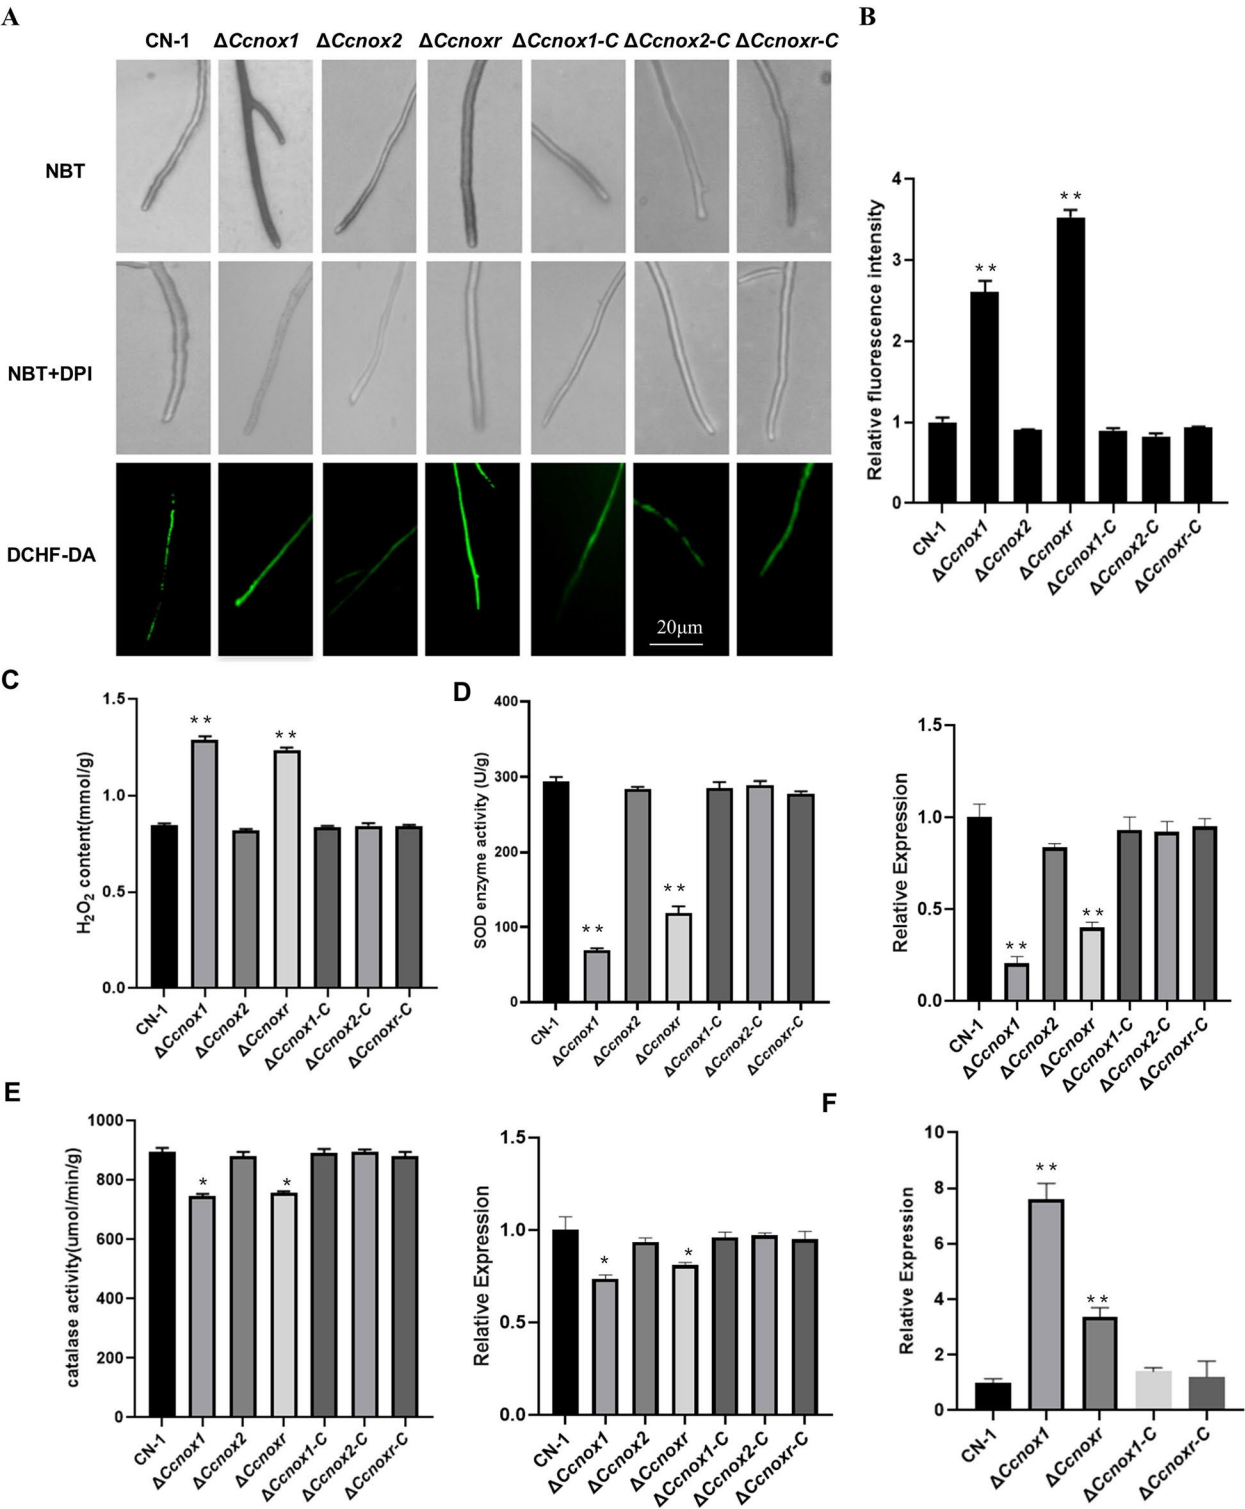 A
CN-1 ΔCcnox1 ΔCcnox2 ΔCcnoxr ΔCcnox1-C ΔCcnox2-C ΔCcnoxr-C
NBT
NBT+DPI
DCHF-DA
20μm
B
Relative fluorescence intensity
4
3
2
1
0
** **
CN-1 ΔCcnox1 ΔCcnox2 ΔCcnoxr ΔCcnox1-C ΔCcnox2-C ΔCcnoxr-C
C
H2O2 content(mmol/g)
1.5
1.0
0.5
0.0
** **
CN-1 ΔCcnox1 ΔCcnox2 ΔCcnoxr ΔCcnox1-C ΔCcnox2-C ΔCcnoxr-C
D
SOD enzyme activity (U/g)
400
300
200
100
0
** **
CN-1 ΔCcnox1 ΔCcnox2 ΔCcnoxr ΔCcnox1-C ΔCcnox2-C ΔCcnoxr-C
Relative Expression
1.5
1.0
0.5
0.0
** **
CN-1 ΔCcnox1 ΔCcnox2 ΔCcnoxr ΔCcnox1-C ΔCcnox2-C ΔCcnoxr-C
E
catalase activity(umol/min/g)
1000
800
600
400
200
0
* *
CN-1 ΔCcnox1 ΔCcnox2 ΔCcnoxr ΔCcnox1-C ΔCcnox2-C ΔCcnoxr-C
Relative Expression
1.5
1.0
0.5
0.0
* *
CN-1 ΔCcnox1 ΔCcnox2 ΔCcnoxr ΔCcnox1-C ΔCcnox2-C ΔCcnoxr-C
F
Relative Expression
10
8
6
4
2
0
** **
CN-1 ΔCcnox1 ΔCcnoxr ΔCcnox1-C ΔCcnoxr-C